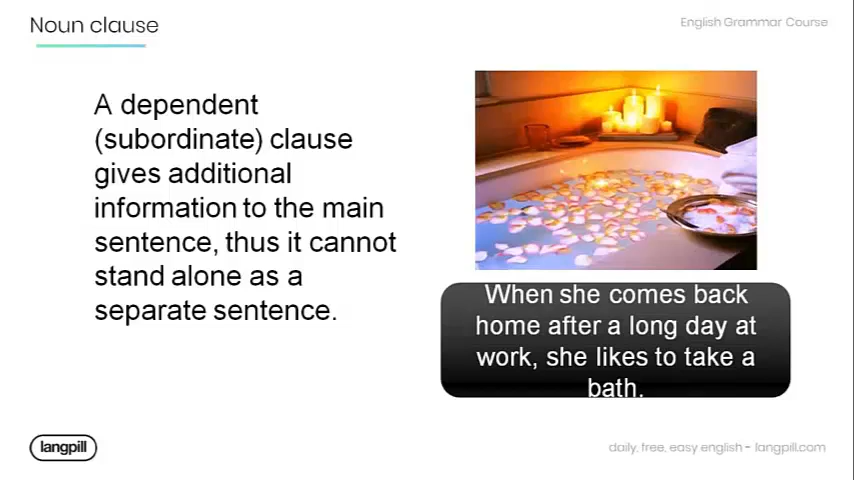 Noun clause
English Grammar Course
A dependent
(subordinate) clause
gives additional
information to the main
sentence, thus it cannot
stand alone as a
separate sentence.
When she comes back
home after a long day at
work, she likes to take a
bath.
langpill
daily, free, easy english - langpill.com